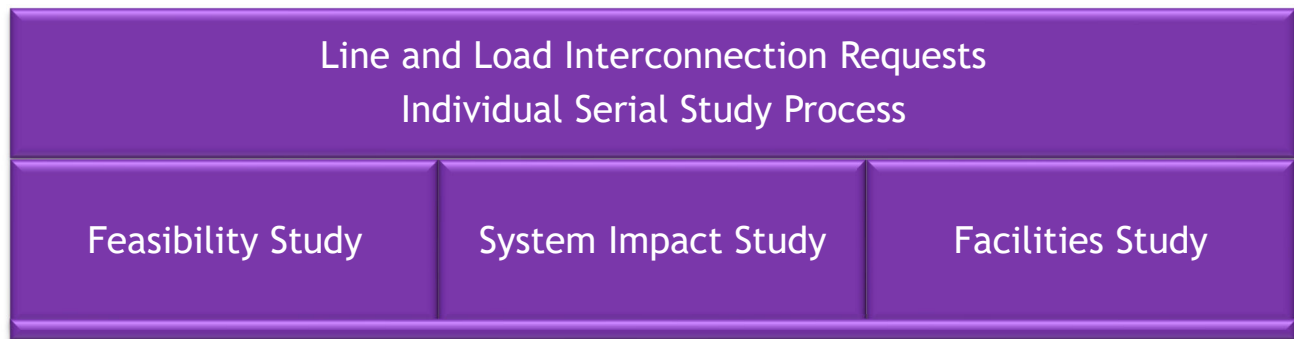 Line and Load Interconnection Requests
Individual Serial Study Process
Feasibility Study
System Impact Study
Facilities Study